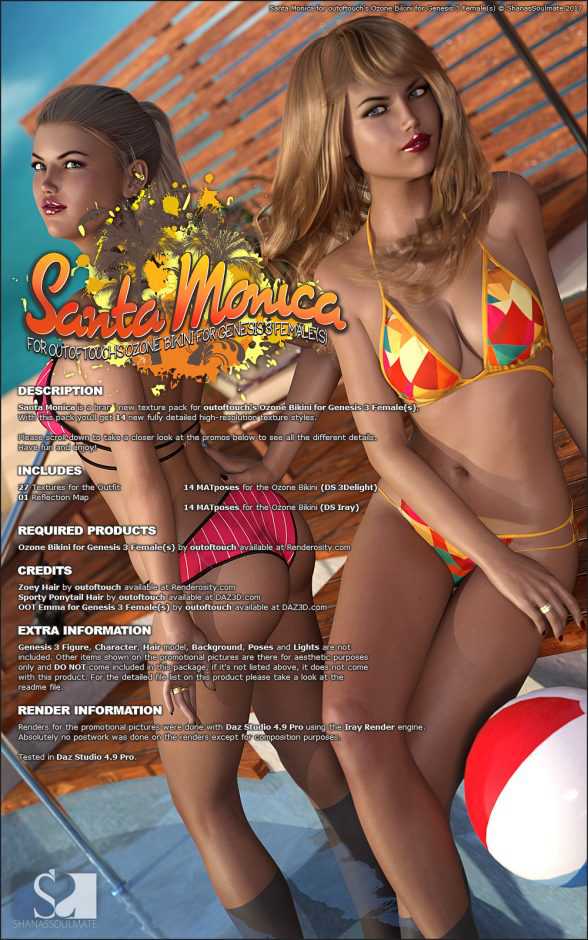 Santa Monica for outoftouch's Ozone Bikini for Genesis 3 Female(s) © ShanasSoulmate 2017
Santa Monica
FOR OUTOFTOUCH'S OZONE BIKINI FOR GENESIS 3 FEMALE(S)
DESCRIPTION
Santa Monica is a brand new texture pack for outoftouch's Ozone Bikini for Genesis 3 Female(s).
With this pack you'll get 14 new fully detailed high-resolution texture styles.
Please scroll down to take a closer look at the promos below to see all the different details.
Have fun and enjoy!
INCLUDES
27 Textures for the Outfit
01 Reflection Map
14 MATposes for the Ozone Bikini (DS 3Delight)
14 MATposes for the Ozone Bikini (DS Iray)
REQUIRED PRODUCTS
Ozone Bikini for Genesis 3 Female(s) by outoftouch available at Renderosity.com
CREDITS
Zoey Hair by outoftouch available at Renderosity.com
Sporty Ponytail Hair by outoftouch available at DAZ3D.com
OOT Emma for Genesis 3 Female(s) by outoftouch available at DAZ3D.com
EXTRA INFORMATION
Genesis 3 Figure, Character, Hair model, Background, Poses and Lights are not
included. Other items shown on the promotional pictures are there for aesthetic purposes
only and DO NOT come included in this package; if it's not listed above, it does not come
with this product. For the detailed file list on this product please take a look at the
readme file.
RENDER INFORMATION
Renders for the promotional pictures were done with Daz Studio 4.9 Pro using the Iray Render engine.
Absolutely no postwork was done on the renders except for composition purposes.
Tested in Daz Studio 4.9 Pro.
SHANASSOULMATE